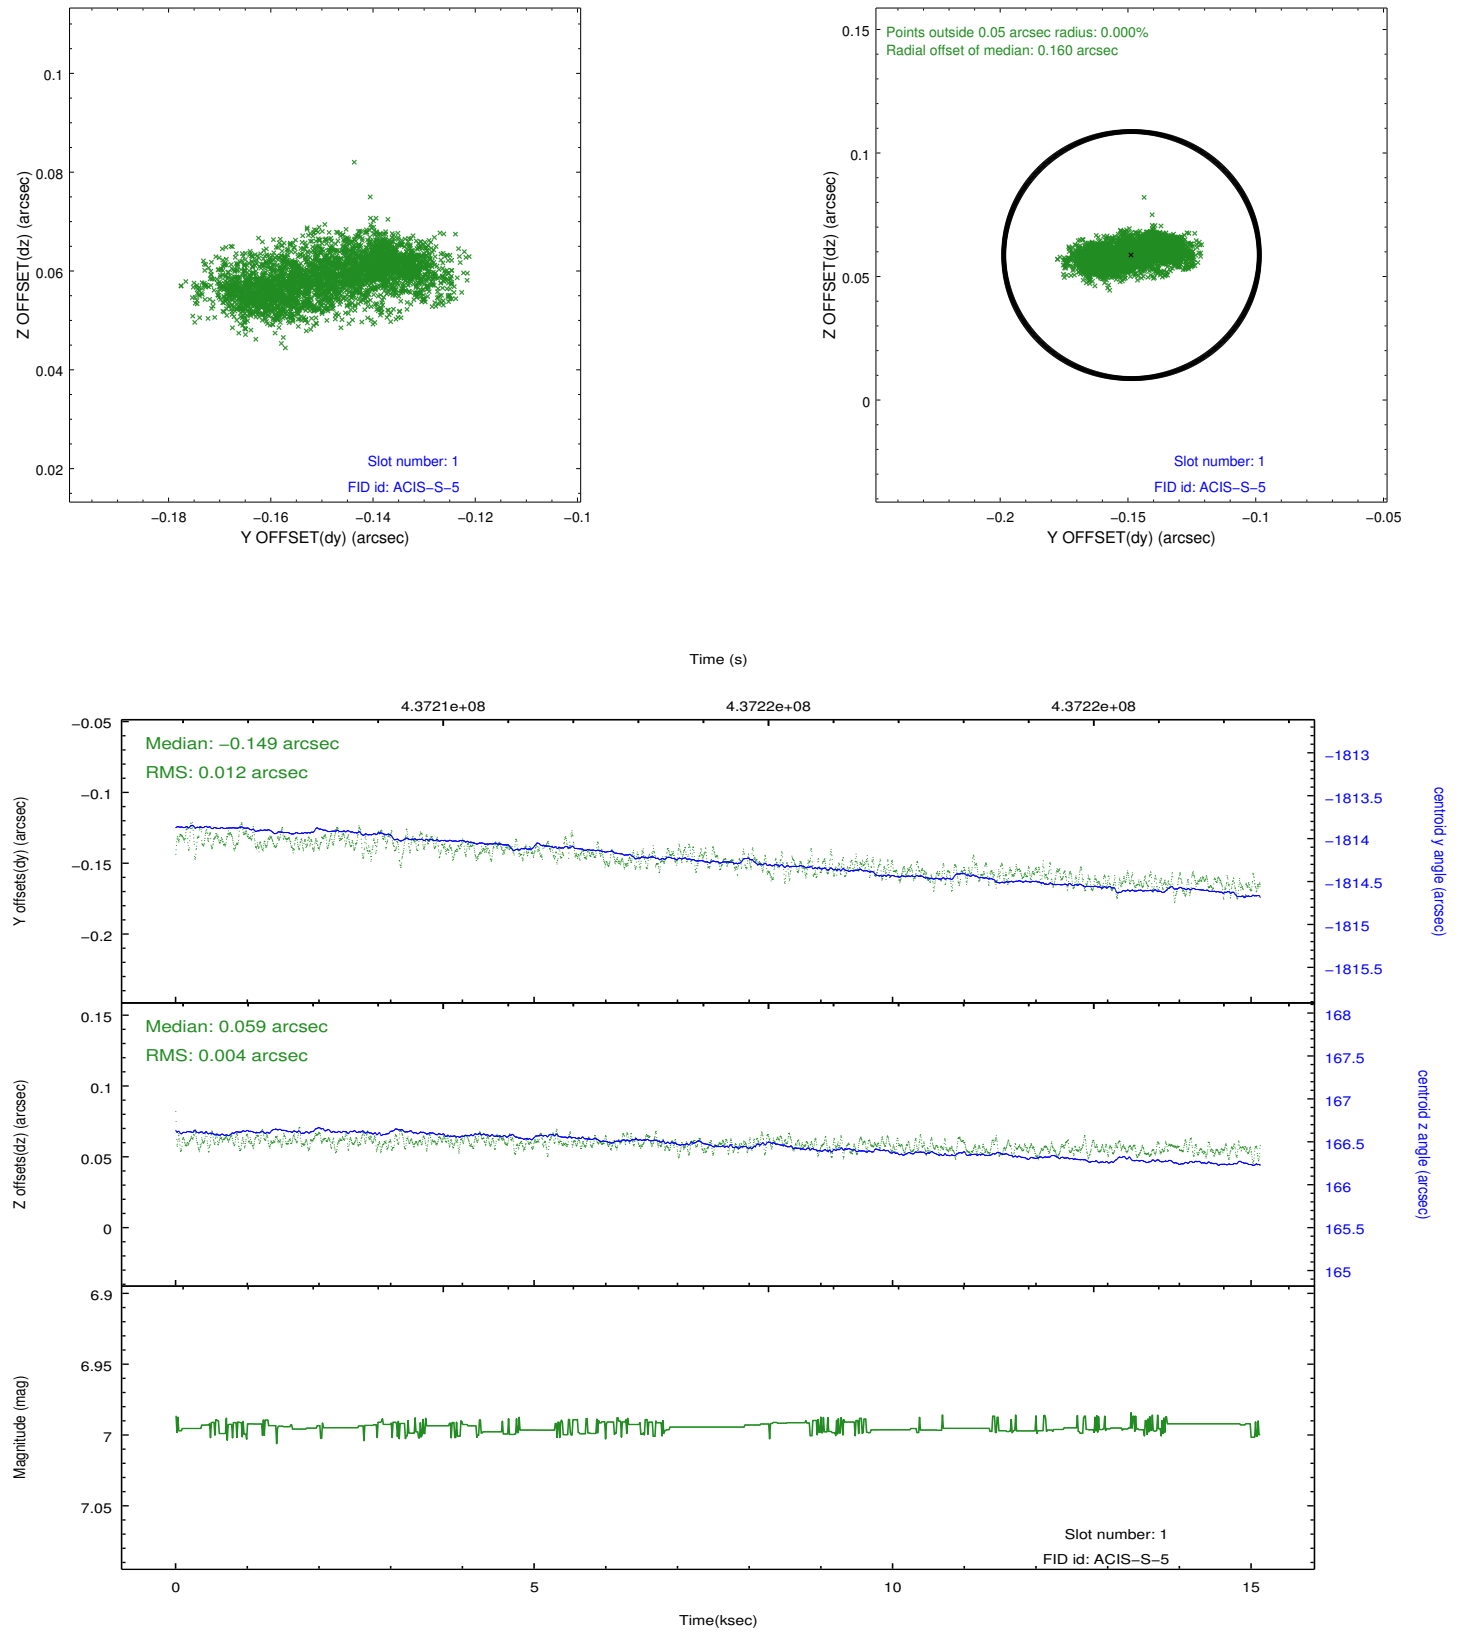 0.1
0.08
0.06
0.04
0.02
Z OFFSET(dz) (arcsec)
Slot number: 1
FID id: ACIS−S−5
−0.18 −0.16 −0.14 −0.12 −0.1
Y OFFSET(dy) (arcsec)
Points outside 0.05 arcsec radius: 0.000%
Radial offset of median: 0.160 arcsec
0.15
0.1
0.05
0
Z OFFSET(dz) (arcsec)
Slot number: 1
FID id: ACIS−S−5
−0.2 −0.15 −0.1 −0.05
Y OFFSET(dy) (arcsec)
Time (s)
4.3721e+08 4.3722e+08 4.3722e+08
Median: −0.149 arcsec
RMS: 0.012 arcsec
−0.05
−0.1
−0.15
−0.2
Y offsets(dy) (arcsec)
−1813
−1813.5
−1814
−1814.5
−1815
−1815.5
centroid y angle (arcsec)
Median: 0.059 arcsec
RMS: 0.004 arcsec
0.15
0.1
0.05
0
Z offsets(dz) (arcsec)
168
167.5
167
166.5
166
165.5
165
centroid z angle (arcsec)
6.9
6.95
7
7.05
Magnitude (mag)
Slot number: 1
FID id: ACIS−S−5
0 5 10 15
Time(ksec)